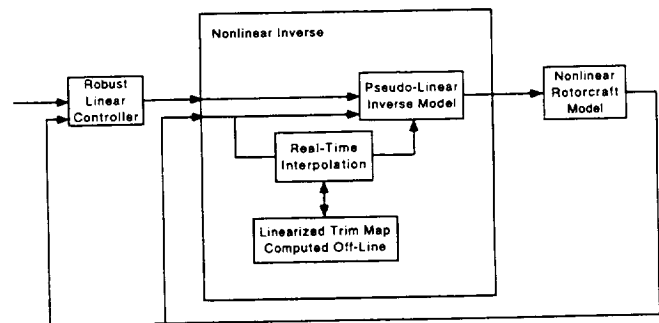 Nonlinear Inverse
Robust
Linear
Controller
Pseudo-Linear
Inverse Model
Nonlinear
Rotorcraft
Model
Real-Time
Interpolation
Linearized Trim Map
Computed Off-Line